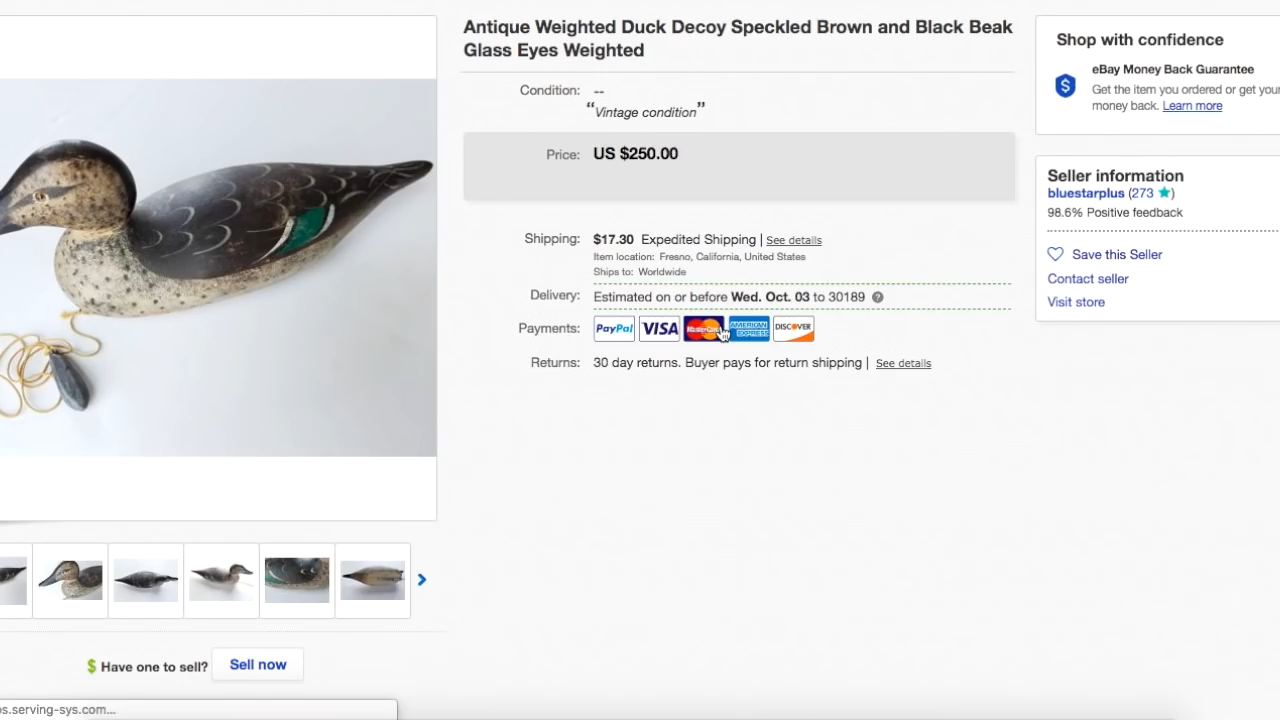 Antique Weighted Duck Decoy Speckled Brown and Black Beak
Glass Eyes Weighted
Condition: --
“Vintage condition”
Price: US $250.00
Shipping: $17.30 Expedited Shipping | See details
Item location: Fresno, California, United States
Ships to: Worldwide
Delivery: Estimated on or before Wed. Oct. 03 to 30189 ?
Payments: PayPal VISA MasterCard AMERICAN EXPRESS DISCOVER
Returns: 30 day returns. Buyer pays for return shipping | See details
Shop with confidence
eBay Money Back Guarantee
Get the item you ordered or get your
money back. Learn more
Seller information
bluestarplus (273 ★)
98.6% Positive feedback
Save this Seller
Contact seller
Visit store
$ Have one to sell? Sell now
os.serving-sys.com...